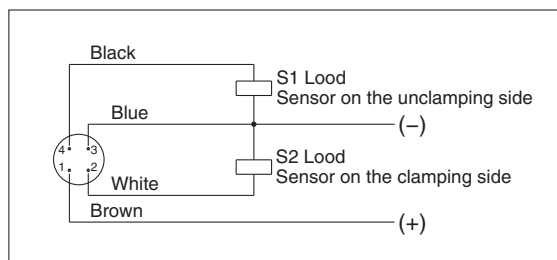 Black
S1 Lood
Sensor on the unclamping side
Blue
(−)
4 3
1 2
S2 Lood
Sensor on the clamping side
White
Brown
(+)